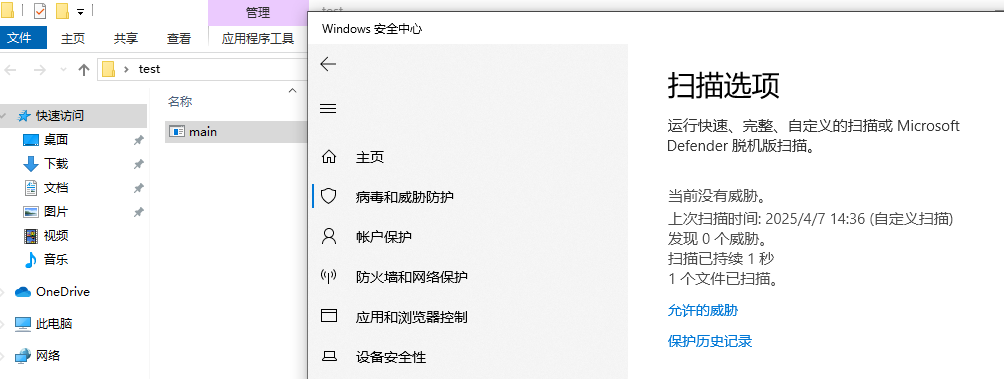 管理
test
文件
主页
共享
查看
应用程序工具
test
快速访问
桌面
下载
文档
图片
视频
音乐
OneDrive
此电脑
网络
名称
main
Windows 安全中心
主页
病毒和威胁防护
帐户保护
防火墙和网络保护
应用和浏览器控制
设备安全性
扫描选项
运行快速、完整、自定义的扫描或 Microsoft
Defender 脱机版扫描。
当前没有威胁。
上次扫描时间: 2025/4/7 14:36 (自定义扫描)
发现 0 个威胁。
扫描已持续 1 秒
1 个文件已扫描。
允许的威胁
保护历史记录